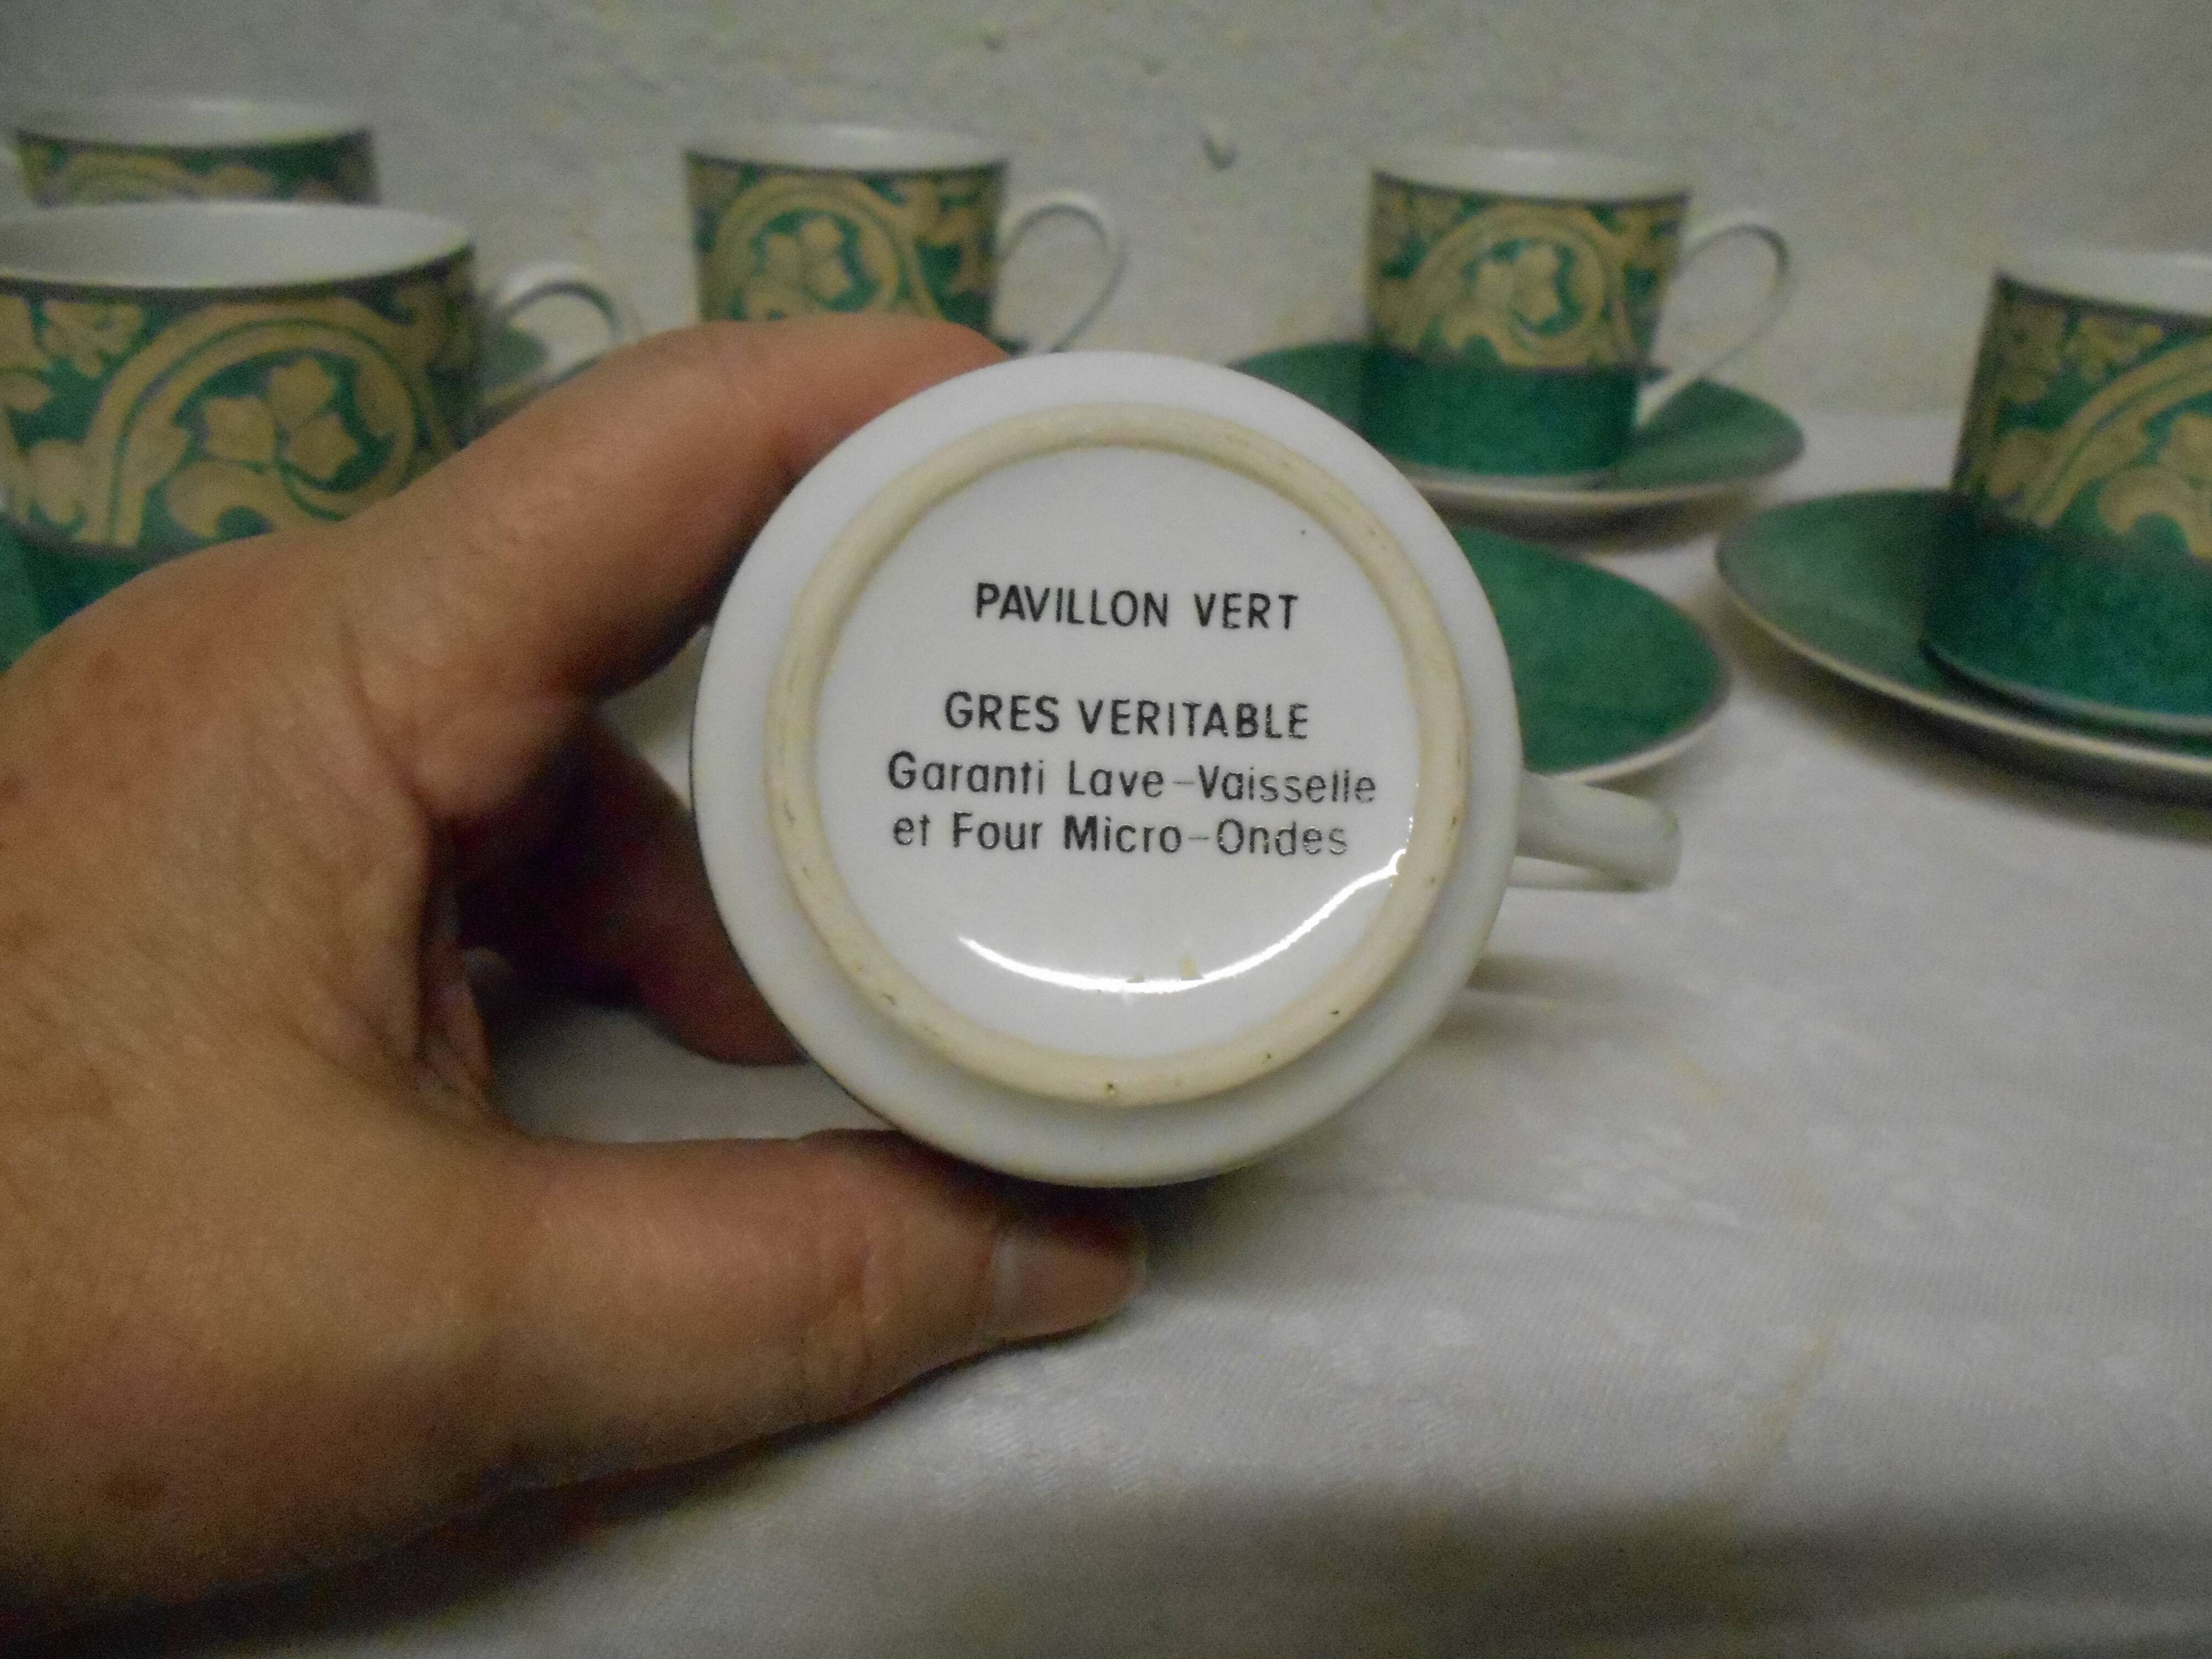 PAVILLON VERT
GRES VERITABLE
Garanti Lave-Vaisselle
et Four Micro-Ondes